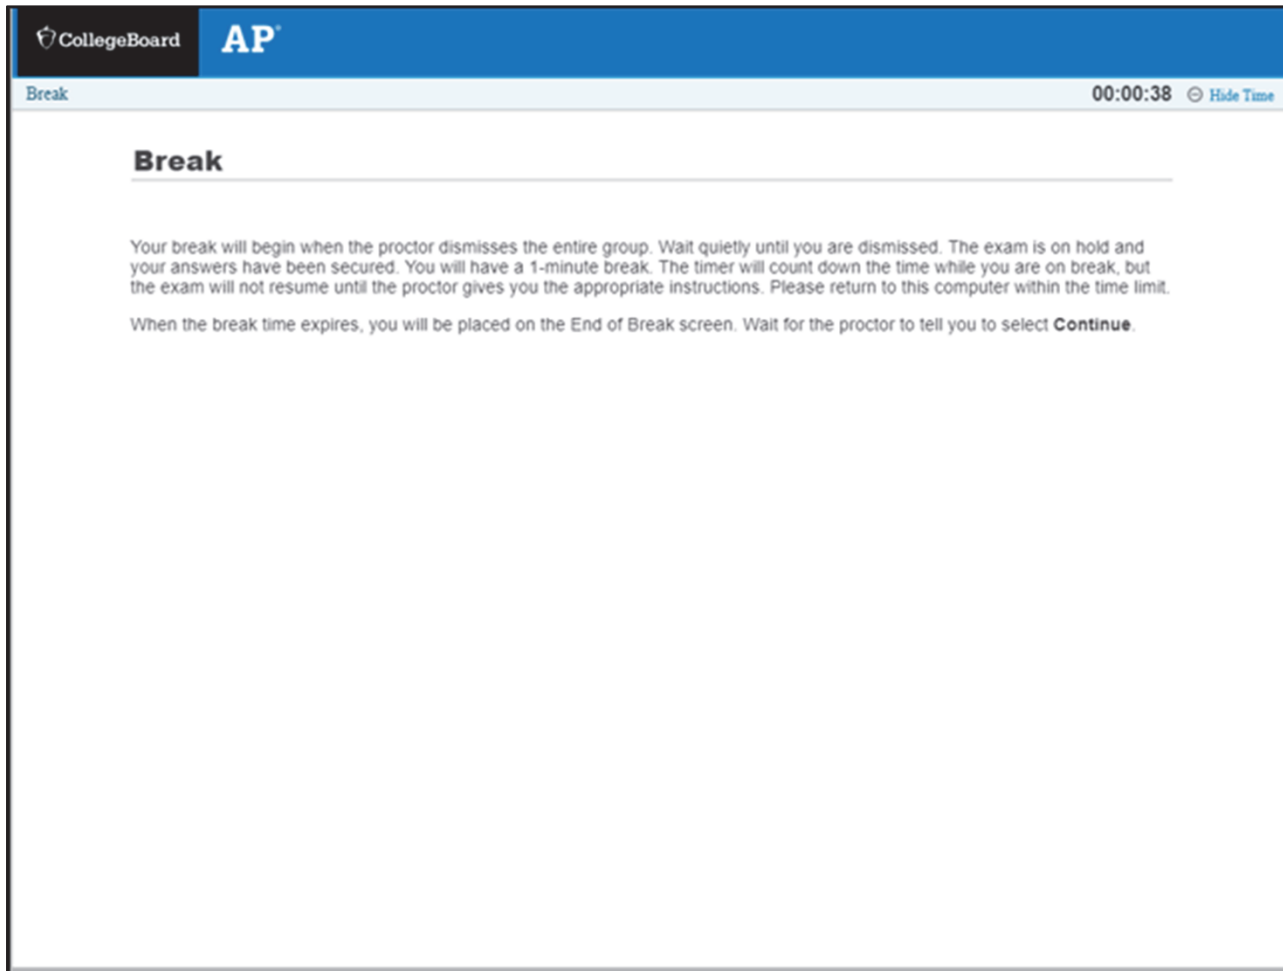 CollegeBoard AP®
Break 00:00:38 Hide Time
Break
Your break will begin when the proctor dismisses the entire group. Wait quietly until you are dismissed. The exam is on hold and
your answers have been secured. You will have a 1-minute break. The timer will count down the time while you are on break, but
the exam will not resume until the proctor gives you the appropriate instructions. Please return to this computer within the time limit.
When the break time expires, you will be placed on the End of Break screen. Wait for the proctor to tell you to select Continue.